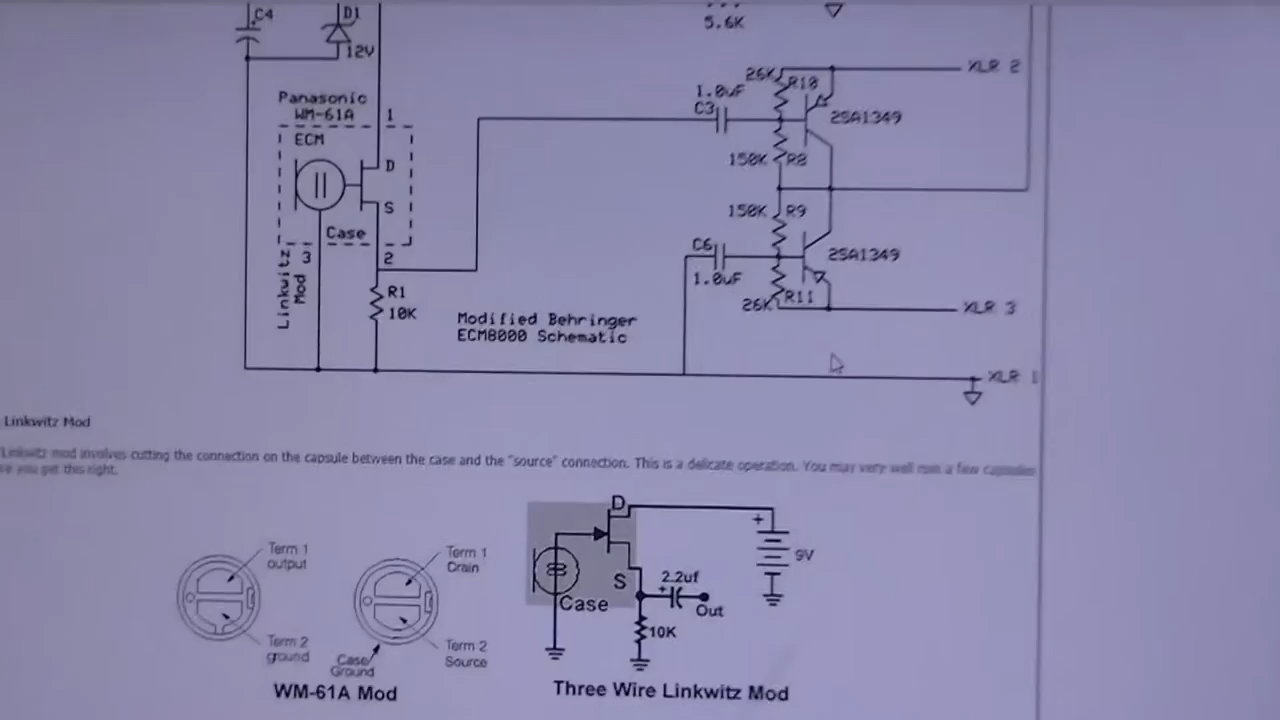 C4
D1
12V
5.6K
Panasonic
WM-61A
1
ECM
D
S
Case
3
2
Linkwitz
Mod
R1
10K
Modified Behringer
ECM8000 Schematic
26K
R10
1.0uF
C3
2SA1349
150K
R8
150K
R9
C6
1.0uF
2SA1349
26K
R11
XLR 2
XLR 3
XLR 1
Linkwitz Mod
Linkwitz mod involves cutting the connection on the capsule between the case and the "source" connection. This is a delicate operation. You may very well ruin a few capsules
you get this right.
Term 1
output
Term 2
ground
Term 1
Drain
Term 2
Source
Case
Ground
WM-61A Mod
D
S
Case
+
9V
2.2uf
+
Out
10K
Three Wire Linkwitz Mod